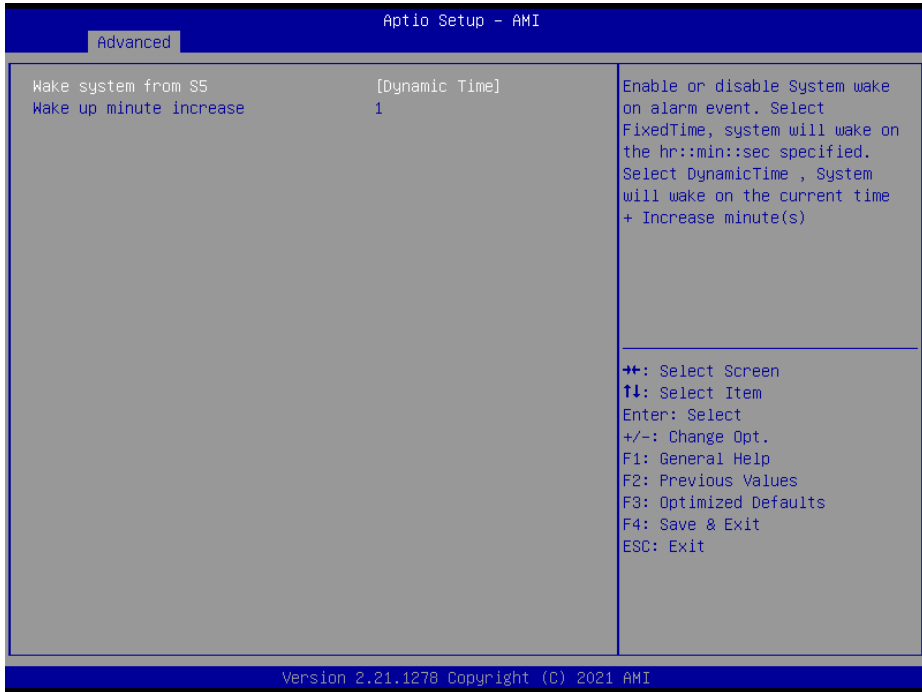 Aptio Setup - AMI
Advanced
Wake system from S5 [Dynamic Time]
Wake up minute increase 1
Enable or disable System wake
on alarm event. Select
FixedTime, system will wake on
the hr::min::sec specified.
Select DynamicTime , System
will wake on the current time
+ Increase minute(s)
→←: Select Screen
↑↓: Select Item
Enter: Select
+/-: Change Opt.
F1: General Help
F2: Previous Values
F3: Optimized Defaults
F4: Save & Exit
ESC: Exit
Version 2.21.1278 Copyright (C) 2021 AMI